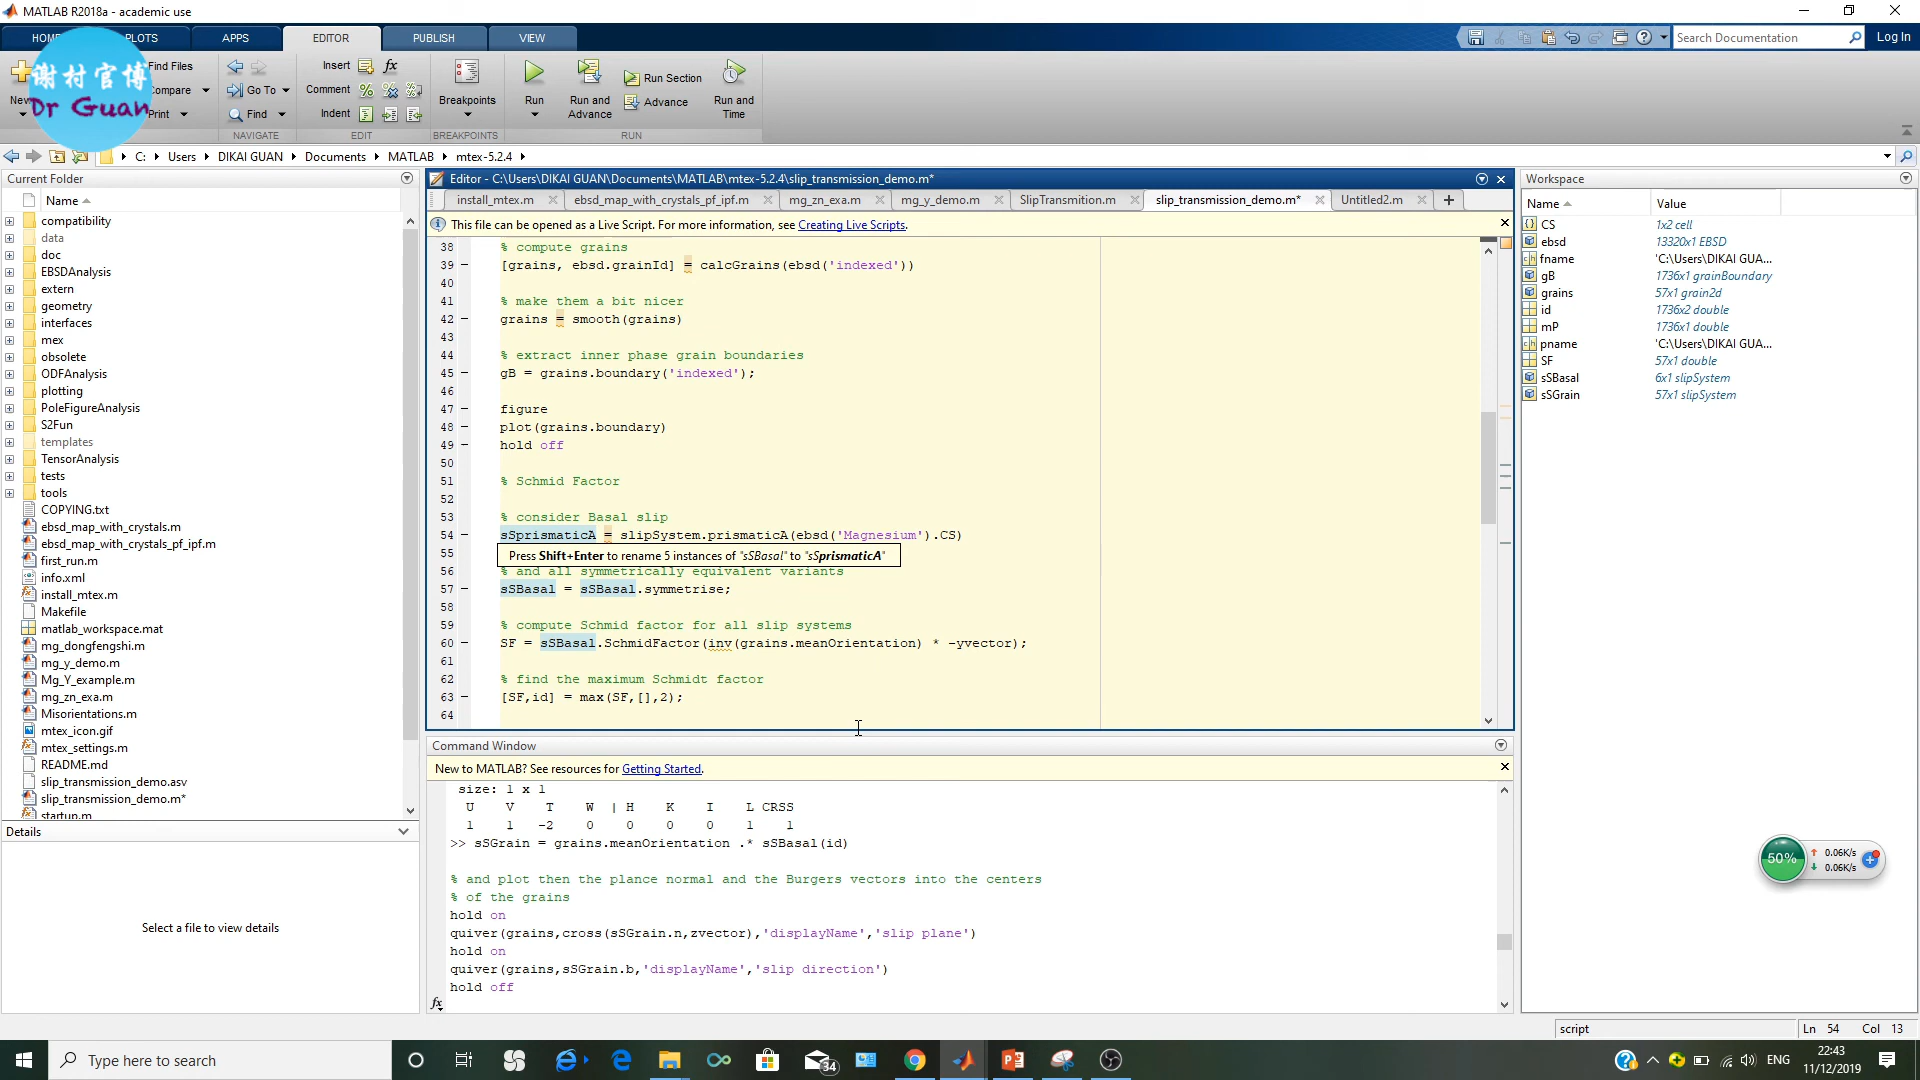 MATLAB R2018a - academic use
HOME PLOTS APPS EDITOR PUBLISH VIEW
Search Documentation Log In
谢村官博
Dr Guan
New Find Files Compare Print
Go To Find
NAVIGATE
Insert fx
Comment
Indent
EDIT
Breakpoints
BREAKPOINTS
Run
Run and Advance
Run Section
Advance
Run and Time
RUN
C: Users DIKAI GUAN Documents MATLAB mtex-5.2.4
Current Folder
Name
compatibility
data
doc
EBSDAnalysis
extern
geometry
interfaces
mex
obsolete
ODFAnalysis
plotting
PoleFigureAnalysis
S2Fun
templates
TensorAnalysis
tests
tools
COPYING.txt
ebsd_map_with_crystals.m
ebsd_map_with_crystals_pf_ipf.m
first_run.m
info.xml
install_mtex.m
Makefile
matlab_workspace.mat
mg_dongfengshi.m
mg_y_demo.m
Mg_Y_example.m
mg_zn_exa.m
Misorientations.m
mtex_icon.gif
mtex_settings.m
README.md
slip_transmission_demo.asv
slip_transmission_demo.m*
startup.m
Details
Select a file to view details
Editor - C:\Users\DIKAI GUAN\Documents\MATLAB\mtex-5.2.4\slip_transmission_demo.m*
install_mtex.m ebsd_map_with_crystals_pf_ipf.m mg_zn_exa.m mg_y_demo.m SlipTransmition.m slip_transmission_demo.m* Untitled2.m
This file can be opened as a Live Script. For more information, see Creating Live Scripts.
38 % compute grains
39 [grains, ebsd.grainId] = calcGrains(ebsd('indexed'))
40
41 % make them a bit nicer
42 grains = smooth(grains)
43
44 % extract inner phase grain boundaries
45 gB = grains.boundary('indexed');
46
47 figure
48 plot(grains.boundary)
49 hold off
50
51 % Schmid Factor
52
53 % consider Basal slip
54 sSprismaticA = slipSystem.prismaticA(ebsd('Magnesium').CS)
55 Press Shift+Enter to rename 5 instances of "sSBasal" to "sSprismaticA"
56 % and all symmetrically equivalent variants
57 sSBasal = sSBasal.symmetrise;
58
59 % compute Schmid factor for all slip systems
60 SF = sSBasal.SchmidFactor(inv(grains.meanOrientation) * -yvector);
61
62 % find the maximum Schmidt factor
63 [SF,id] = max(SF,[],2);
64
Command Window
New to MATLAB? See resources for Getting Started.
size: 1 x 1
U V T W | H K I L CRSS
1 1 -2 0 0 0 0 1 1
>> sSGrain = grains.meanOrientation .* sSBasal(id)
% and plot then the plance normal and the Burgers vectors into the centers
% of the grains
hold on
quiver(grains,cross(sSGrain.n,zvector),'displayName','slip plane')
hold on
quiver(grains,sSGrain.b,'displayName','slip direction')
hold off
fx
Workspace
Name Value
CS 1x2 cell
ebsd 13320x1 EBSD
fname 'C:\Users\DIKAI GUA...
gB 1736x1 grainBoundary
grains 57x1 grain2d
id 1736x2 double
mP 1736x1 double
pname 'C:\Users\DIKAI GUA...
SF 57x1 double
sSBasal 6x1 slipSystem
sSGrain 57x1 slipSystem
50% 0.06K/s
0.06K/s
script Ln 54 Col 13
Type here to search
34
ENG
22:43
11/12/2019